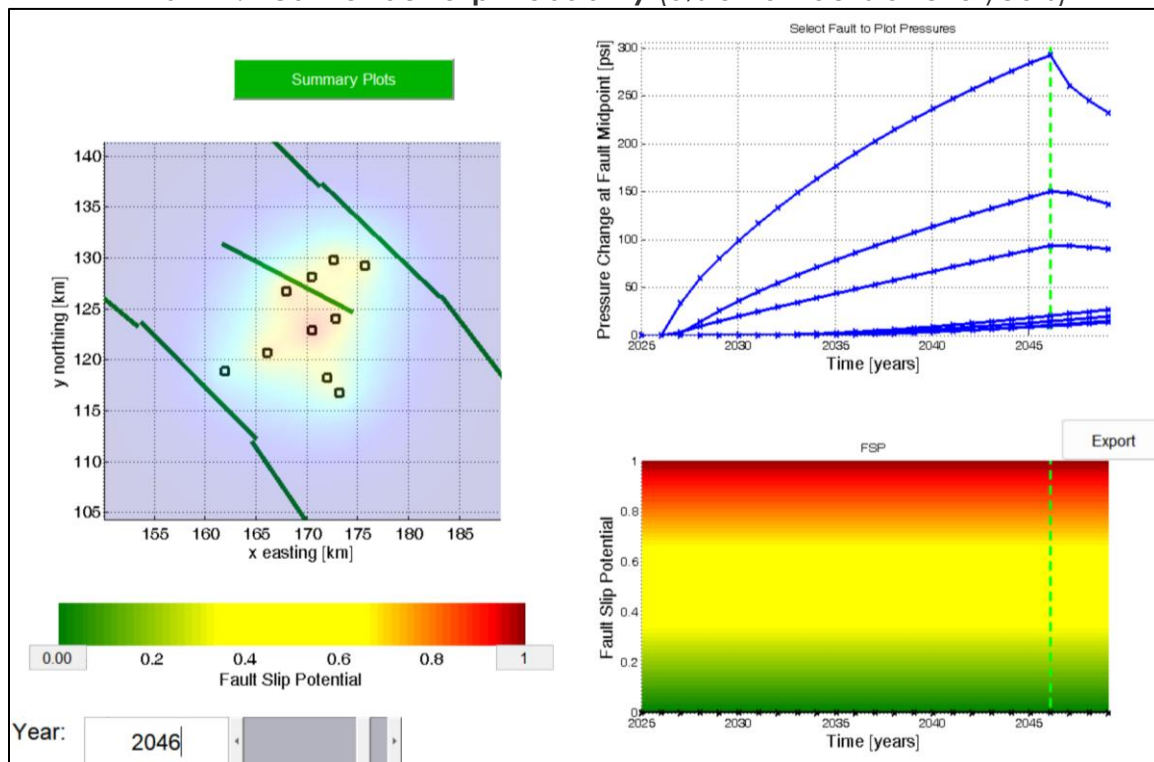 Summary Plots
140
135
130
125
120
115
110
105
y northing [km]
155 160 165 170 175 180 185
x easting [km]
0.00 0.2 0.4 0.6 0.8 1
Fault Slip Potential
Year: 2046
Select Fault to Plot Pressures
300
250
200
150
100
50
0
Pressure Change at Fault Midpoint [psi]
2025 2030 2035 2040 2045
Time [years]
Export
FSP
1
0.8
0.6
0.4
0.2
0
Fault Slip Potential
2025 2030 2035 2040 2045
Time [years]